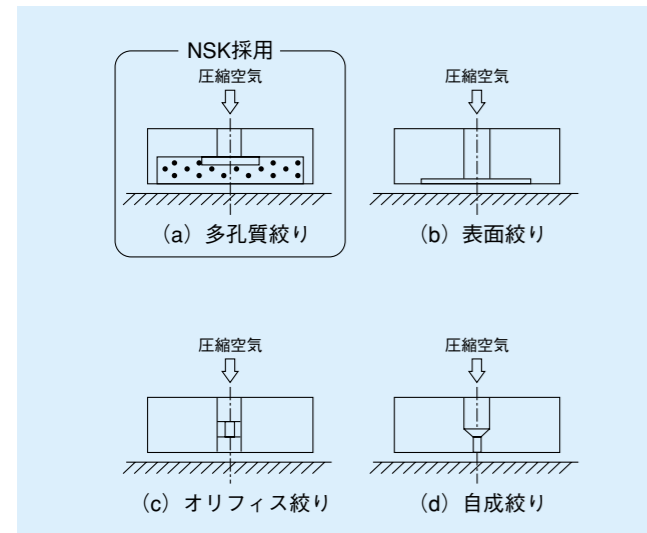 NSK採用
圧縮空気
(a) 多孔質絞り
圧縮空気
(b) 表面絞り
圧縮空気
(c) オリフィス絞り
圧縮空気
(d) 自成絞り